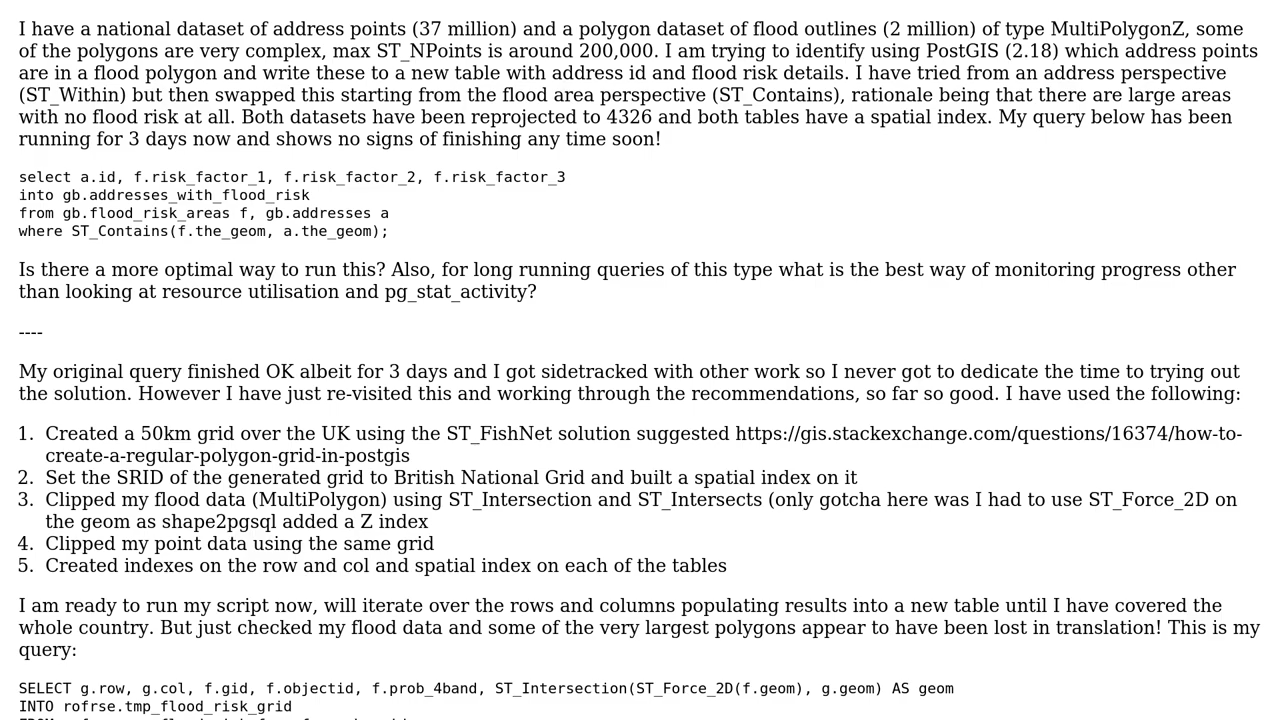 I have a national dataset of address points (37 million) and a polygon dataset of flood outlines (2 million) of type MultiPolygonZ, some
of the polygons are very complex, max ST_NPoints is around 200,000. I am trying to identify using PostGIS (2.18) which address points
are in a flood polygon and write these to a new table with address id and flood risk details. I have tried from an address perspective
(ST_Within) but then swapped this starting from the flood area perspective (ST_Contains), rationale being that there are large areas
with no flood risk at all. Both datasets have been reprojected to 4326 and both tables have a spatial index. My query below has been
running for 3 days now and shows no signs of finishing any time soon!
select a.id, f.risk_factor_1, f.risk_factor_2, f.risk_factor_3
into gb.addresses_with_flood_risk
from gb.flood_risk_areas f, gb.addresses a
where ST_Contains(f.the_geom, a.the_geom);
Is there a more optimal way to run this? Also, for long running queries of this type what is the best way of monitoring progress other
than looking at resource utilisation and pg_stat_activity?
----
My original query finished OK albeit for 3 days and I got sidetracked with other work so I never got to dedicate the time to trying out
the solution. However I have just re-visited this and working through the recommendations, so far so good. I have used the following:
1. Created a 50km grid over the UK using the ST_FishNet solution suggested https://gis.stackexchange.com/questions/16374/how-to-
create-a-regular-polygon-grid-in-postgis
2. Set the SRID of the generated grid to British National Grid and built a spatial index on it
3. Clipped my flood data (MultiPolygon) using ST_Intersection and ST_Intersects (only gotcha here was I had to use ST_Force_2D on
the geom as shape2pgsql added a Z index
4. Clipped my point data using the same grid
5. Created indexes on the row and col and spatial index on each of the tables
I am ready to run my script now, will iterate over the rows and columns populating results into a new table until I have covered the
whole country. But just checked my flood data and some of the very largest polygons appear to have been lost in translation! This is my
query:
SELECT g.row, g.col, f.gid, f.objectid, f.prob_4band, ST_Intersection(ST_Force_2D(f.geom), g.geom) AS geom
INTO rofrse.tmp_flood_risk_grid